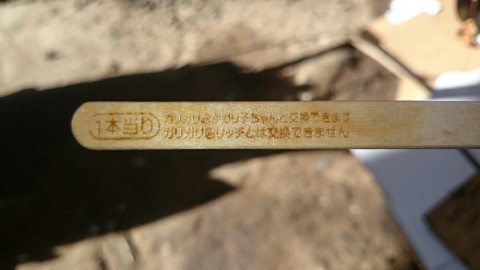 1本当り
ガリガリ君かガリ子ちゃんと交換できます
ガリガリ君リッチとは交換できません